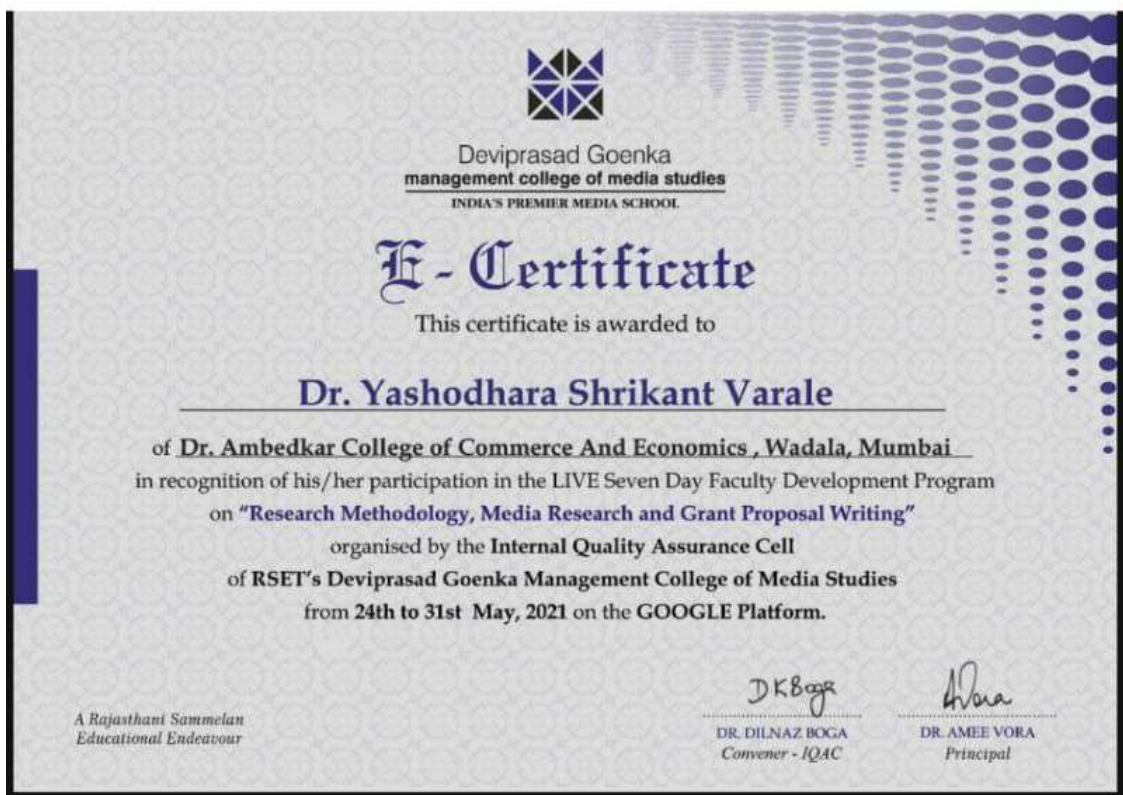 Deviprasad Goenka
management college of media studies
INDIA'S PREMIER MEDIA SCHOOL
E - Certificate
This certificate is awarded to
Dr. Yashodhara Shrikant Varale
of Dr. Ambedkar College of Commerce And Economics , Wadala, Mumbai
in recognition of his/her participation in the LIVE Seven Day Faculty Development Program
on "Research Methodology, Media Research and Grant Proposal Writing"
organised by the Internal Quality Assurance Cell
of RSET's Deviprasad Goenka Management College of Media Studies
from 24th to 31st May, 2021 on the GOOGLE Platform.
A Rajasthani Sammelan
Educational Endeavour
DKBoga
DR. DILNAZ BOGA
Convener - IQAC
AVora
DR. AMEE VORA
Principal